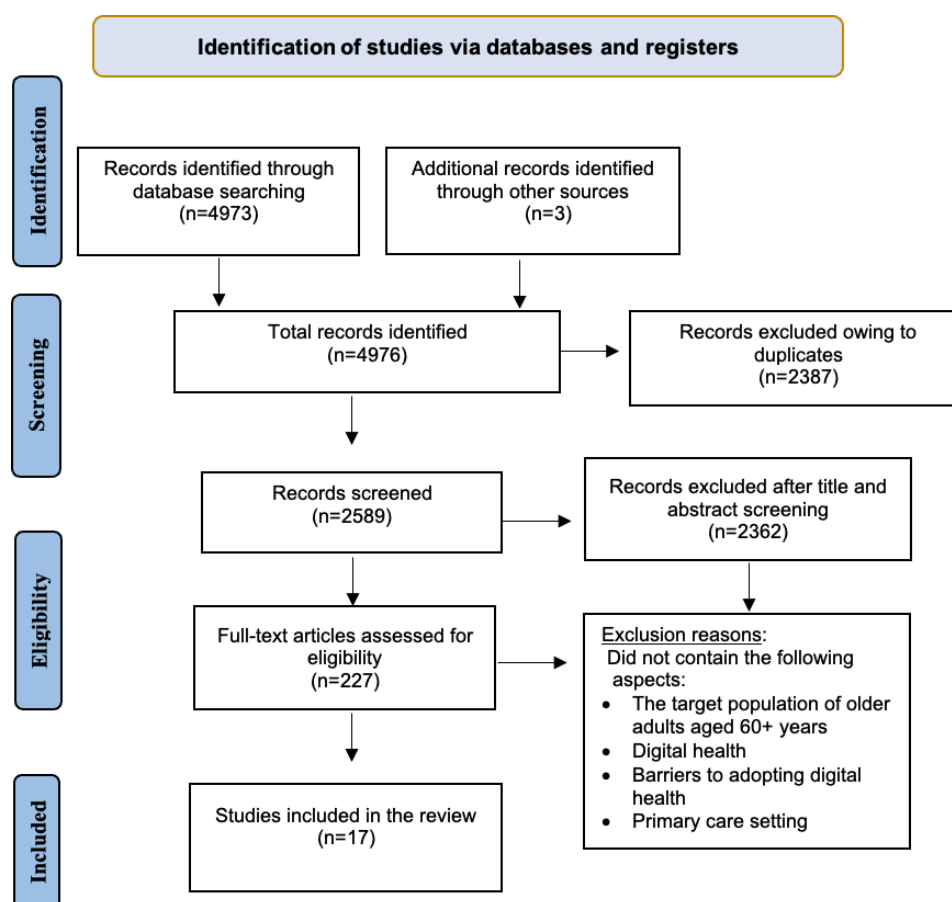 Identification of studies via databases and registers
Identification
Records identified through
database searching
(n=4973)
Additional records identified
through other sources
(n=3)
Screening
Total records identified
(n=4976)
Records excluded owing to
duplicates
(n=2387)
Records screened
(n=2589)
Records excluded after title and
abstract screening
(n=2362)
Eligibility
Full-text articles assessed for
eligibility
(n=227)
Exclusion reasons:
Did not contain the following
aspects:
• The target population of older
adults aged 60+ years
• Digital health
• Barriers to adopting digital
health
• Primary care setting
Included
Studies included in the review
(n=17)